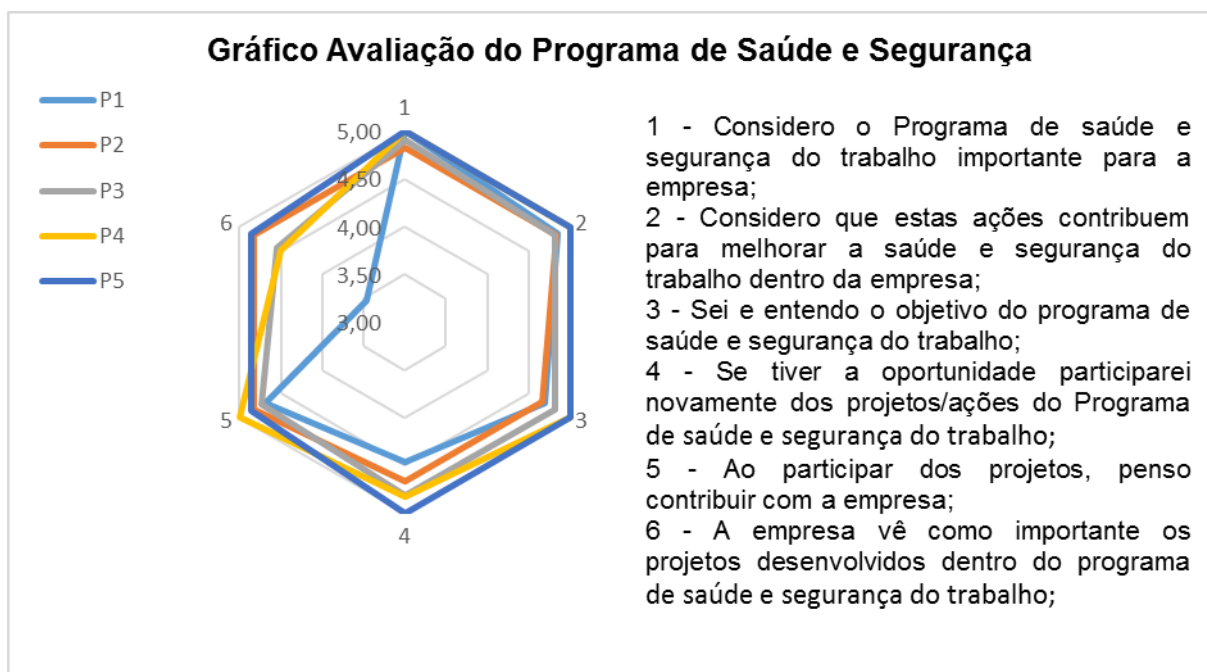 Gráfico Avaliação do Programa de Saúde e Segurança
P1
P2
P3
P4
P5
1
2
3
4
5
6
5,00
4,50
4,00
3,50
3,00
1 - Considero o Programa de saúde e
segurança do trabalho importante para a
empresa;
2 - Considero que estas ações contribuem
para melhorar a saúde e segurança do
trabalho dentro da empresa;
3 - Sei e entendo o objetivo do programa de
saúde e segurança do trabalho;
4 - Se tiver a oportunidade participarei
novamente dos projetos/ações do Programa
de saúde e segurança do trabalho;
5 - Ao participar dos projetos, penso
contribuir com a empresa;
6 - A empresa vê como importante os
projetos desenvolvidos dentro do programa
de saúde e segurança do trabalho;